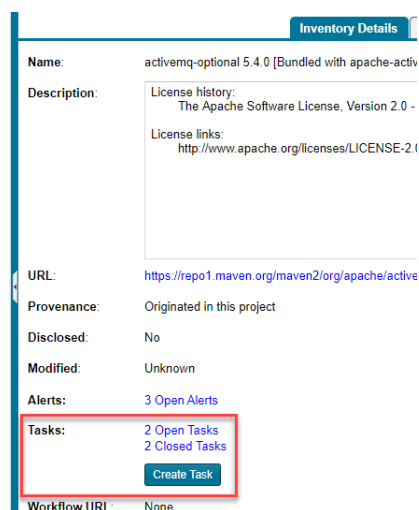 Inventory Details
Name: activemq-optional 5.4.0 [Bundled with
Description: License history:
The Apache Software License, Version 2.0 -
License links:
http://www.apache.org/licenses/LICENSE-2.0
URL: https://repo1.maven.org/maven2/org/apache/active
Provenance: Originated in this project
Disclosed: No
Modified: Unknown
Alerts: 3 Open Alerts
Tasks: 2 Open Tasks
2 Closed Tasks
Create Task
Workflow URL: None